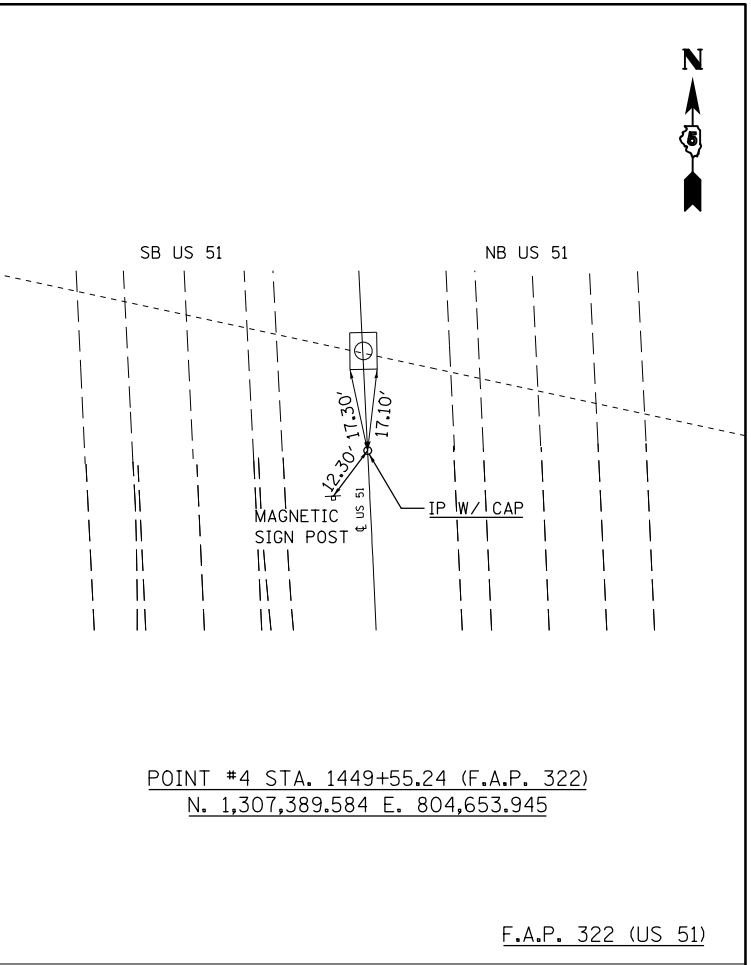 N
5
SB US 51
NB US 51
17.30'
17.10'
12.30'
MAGNETIC
SIGN POST
℄ US 51
IP W/ CAP
POINT #4 STA. 1449+55.24 (F.A.P. 322)
N. 1,307,389.584 E. 804,653.945
F.A.P. 322 (US 51)